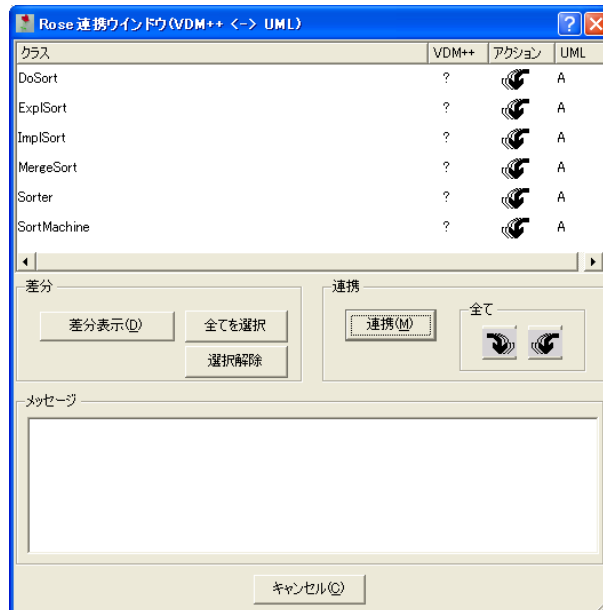 Rose 連携ウインドウ(VDM++ <-> UML)
クラス VDM++ アクション UML
DoSort ? A
ExplSort ? A
ImplSort ? A
MergeSort ? A
Sorter ? A
SortMachine ? A
差分 連携
差分表示(D) 全てを選択 連携(M) 全て
選択解除
メッセージ
キャンセル(C)